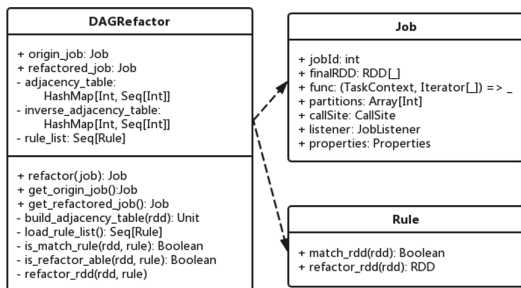 DAGRefactor
+ origin_job: Job
+ refactored_job: Job
- adjacency_table:
HashMap[Int, Seq[Int]]
- inverse_adjacency_table:
HashMap[Int, Seq[Int]]
- rule_list: Seq[Rule]
+ refactor(job): Job
+ get_origin_job():Job
+ get_refactored_job(): Job
- build_adjacency_table(rdd): Unit
- load_rule_list(): Seq[Rule]
- is_match_rule(rdd, rule): Boolean
- is_refactor_able(rdd, rule): Boolean
- refactor_rdd(rdd, rule)
Job
+ jobId: int
+ finalRDD: RDD[_]
+ func: (TaskContext, Iterator[_]) => _
+ partitions: Array[Int]
+ callSite: CallSite
+ listener: JobListener
+ properties: Properties
Rule
+ match_rdd(rdd): Boolean
+ refactor_rdd(rdd): RDD